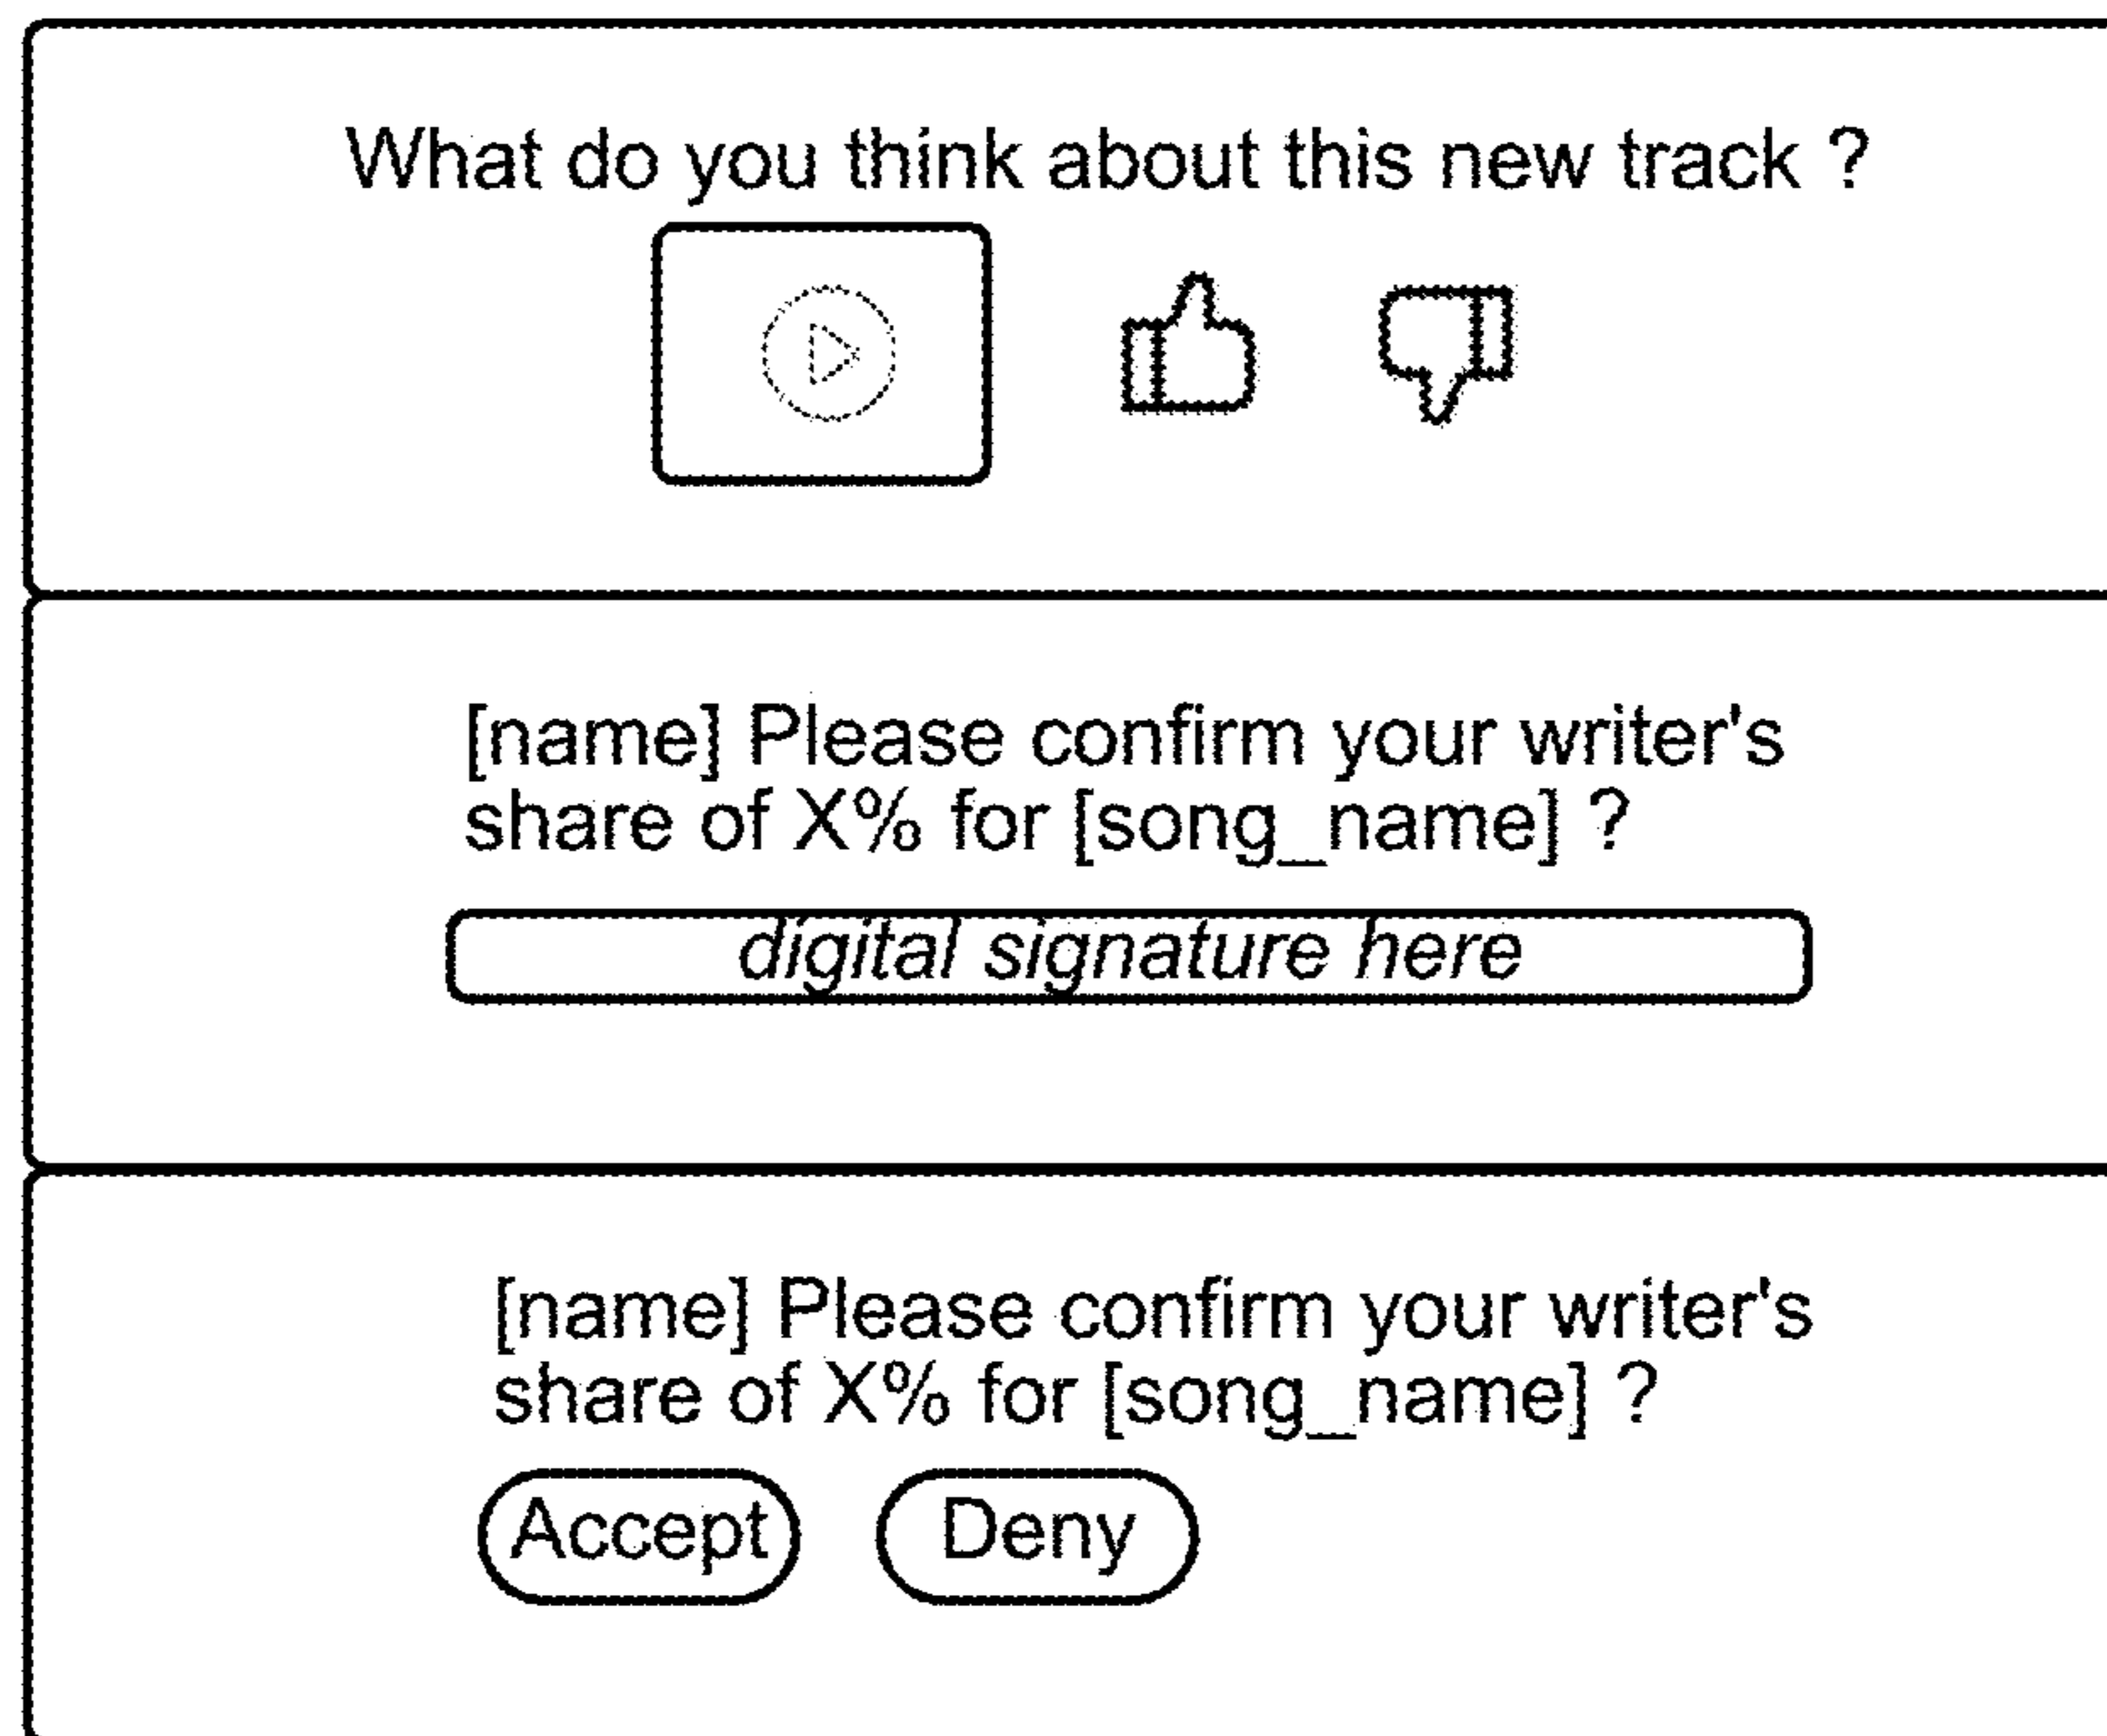 What do you think about this new track ?
[name] Please confirm your writer's
share of X% for [song_name] ?
digital signature here
[name] Please confirm your writer's
share of X% for [song_name] ?
Accept Deny